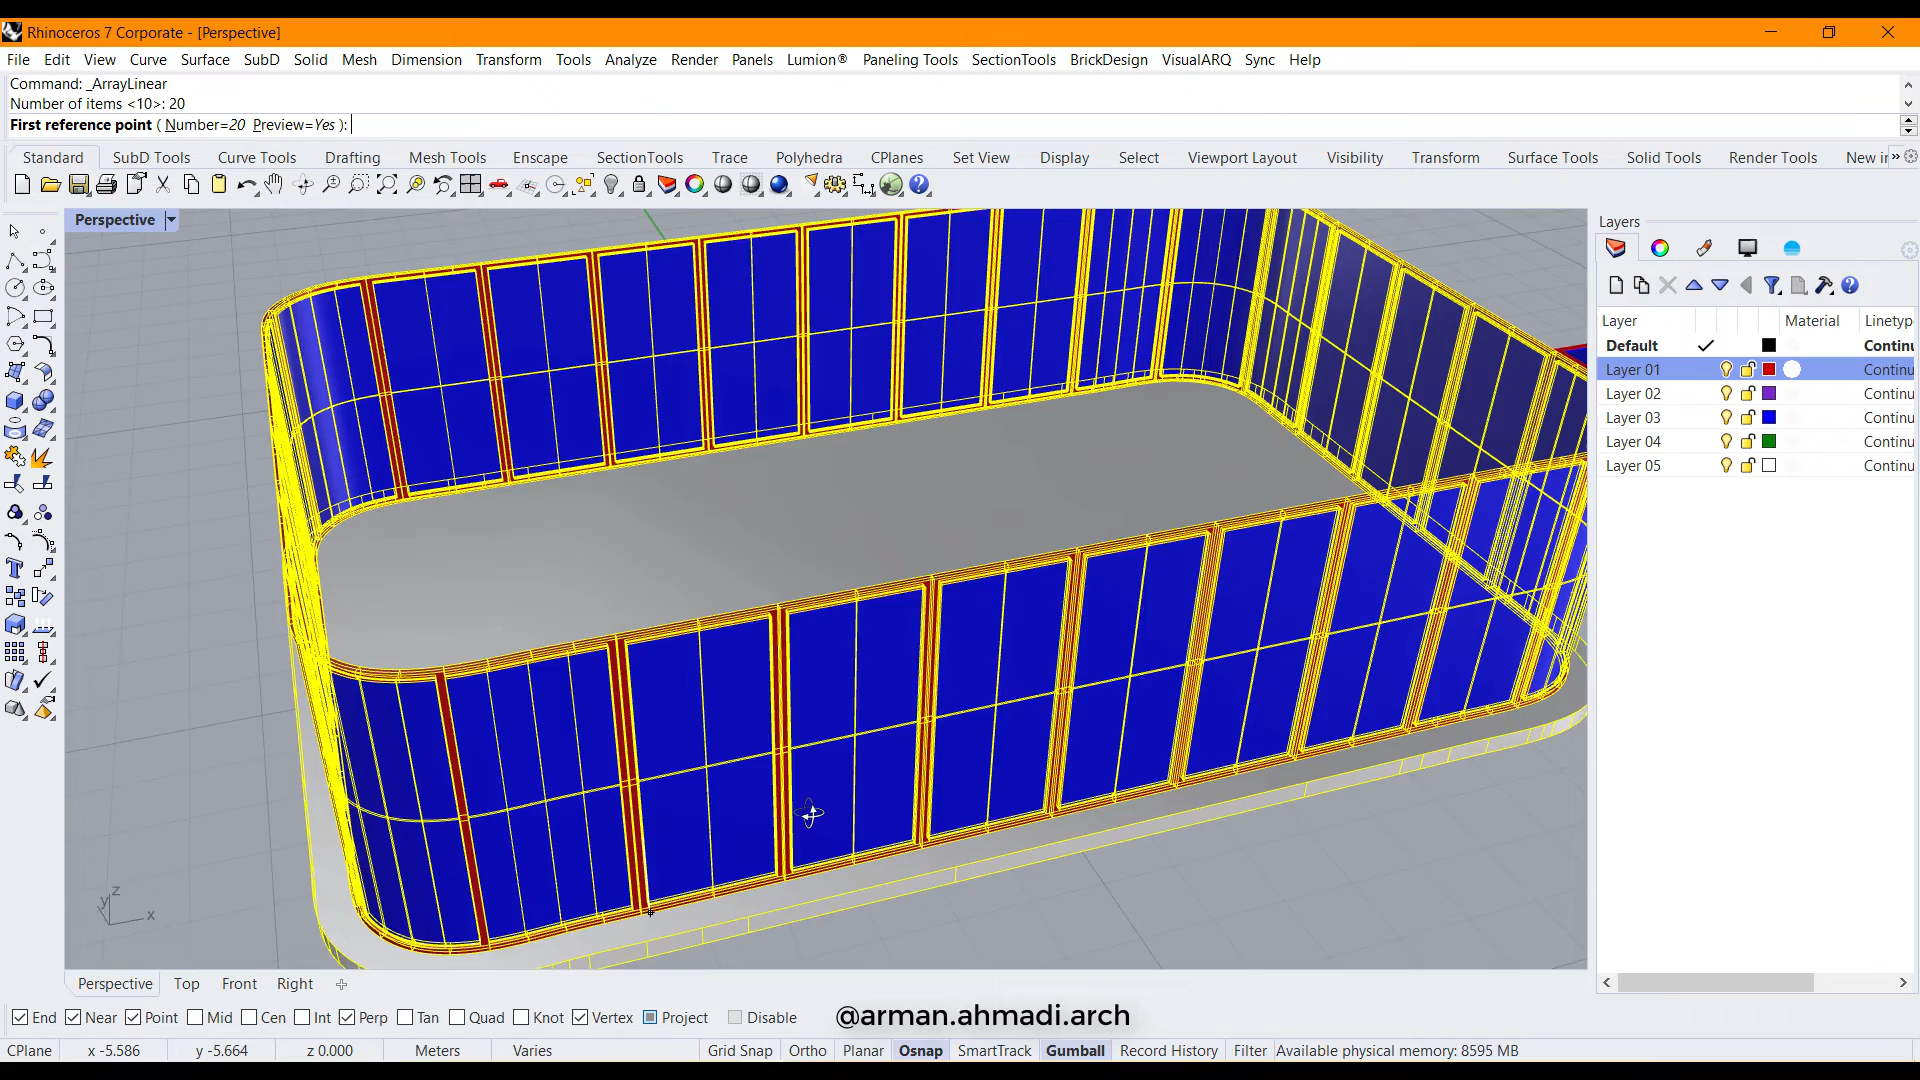 Rhinoceros 7 Corporate - [Perspective]
File Edit View Curve Surface SubD Solid Mesh Dimension Transform Tools Analyze Render Panels Lumion® Paneling Tools SectionTools BrickDesign VisualARQ Sync Help
Command: _ArrayLinear
Number of items <10>: 20
First reference point ( Number=20 Preview=Yes ):
Standard SubD Tools Curve Tools Drafting Mesh Tools Enscape SectionTools Trace Polyhedra CPlanes Set View Display Select Viewport Layout Visibility Transform Surface Tools Solid Tools Render Tools New in
Perspective
Layers
Layer Material Linetyp
Default Continu
Layer 01 Continu
Layer 02 Continu
Layer 03 Continu
Layer 04 Continu
Layer 05 Continu
z
y
x
Perspective Top Front Right
End Near Point Mid Cen Int Perp Tan Quad Knot Vertex Project Disable
@arman.ahmadi.arch
CPlane x -5.586 y -5.664 z 0.000 Meters Varies Grid Snap Ortho Planar Osnap SmartTrack Gumball Record History Filter Available physical memory: 8595 MB